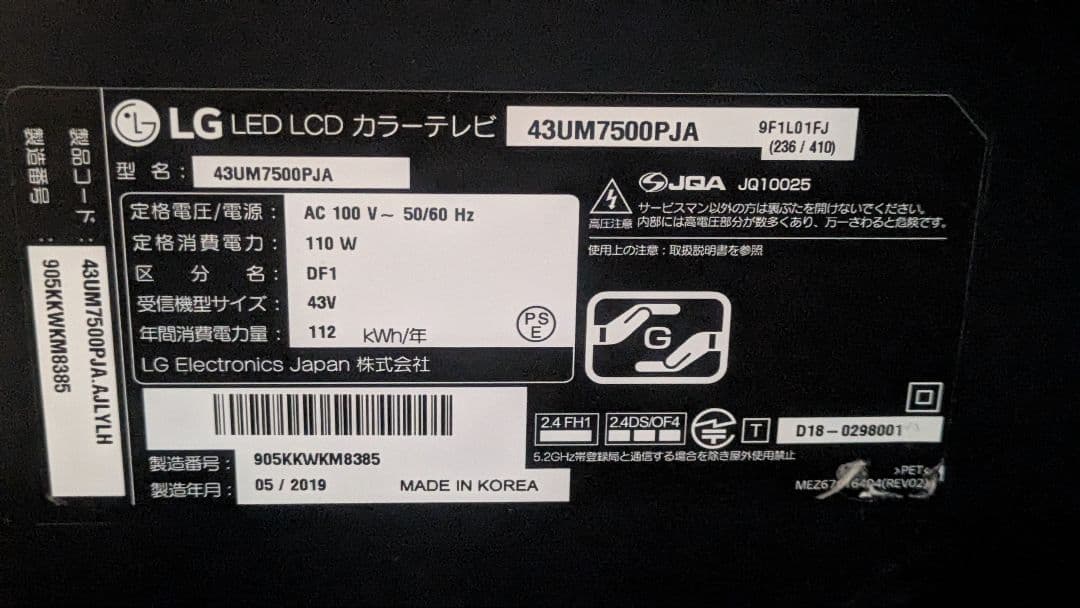 LG LED LCD カラーテレビ 43UM7500PJA 9F1L01FJ
(236 / 410)
型 名 : 43UM7500PJA
定格電圧/電源 : AC 100 V~ 50/60 Hz
定格消費電力 : 110 W
区 分 名 : DF1
受信機型サイズ : 43V
年間消費電力量 : 112 kWh/年
PS
E
LG Electronics Japan 株式会社
JQA JQ10025
高圧注意
サービスマン以外の方は裏ぶたを開けないでください。
内部には高電圧部分が数多くあり、万一さわると危険です。
使用上の注意 : 取扱説明書を参照
G
製造番号 : 905KKWKM8385
製造年月 : 05 / 2019 MADE IN KOREA
2.4 FH1 2.4DS/OF4 T D18-0298001
5.2GHz帯登録局と通信する場合を除き屋外使用禁止
>PET<
(REV02)
製品コード : 43UM7500PJA.AJLYLH
製造番号 : 905KKWKM8385